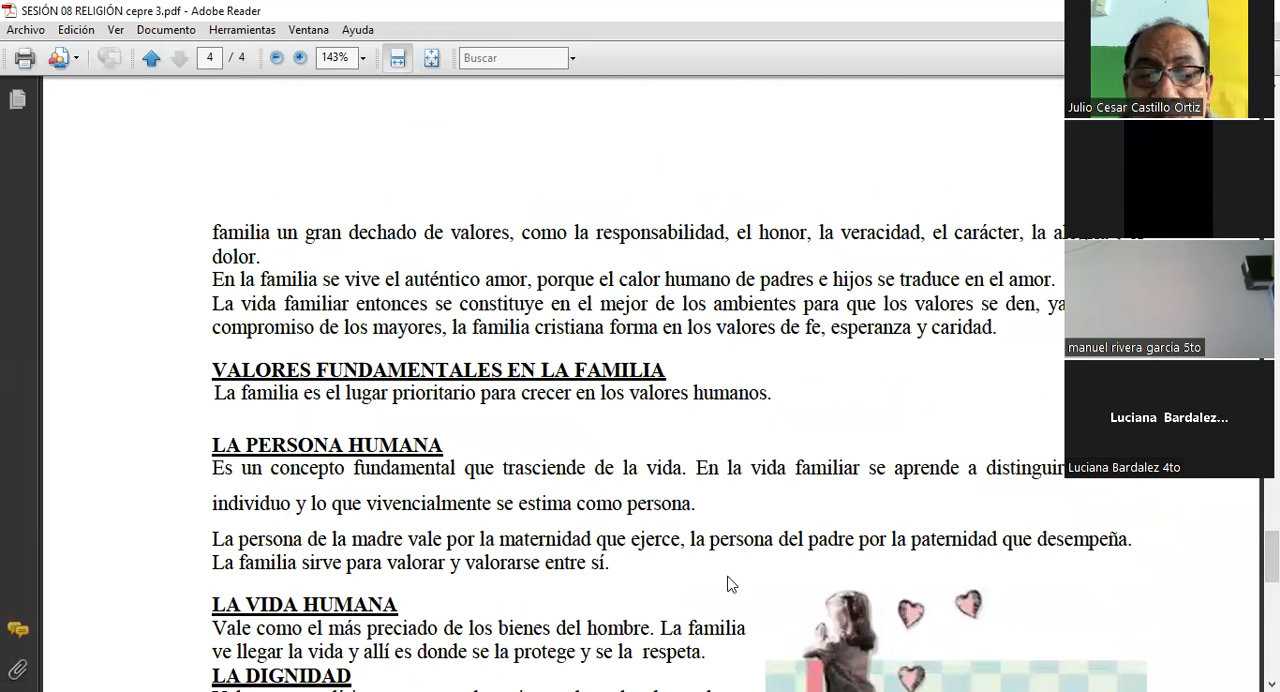 SESIÓN 08 RELIGIÓN cepre 3.pdf - Adobe Reader
Archivo Edición Ver Documento Herramientas Ventana Ayuda
4 / 4 143% Buscar
familia un gran dechado de valores, como la responsabilidad, el honor, la veracidad, el carácter, la
dolor.
En la familia se vive el auténtico amor, porque el calor humano de padres e hijos se traduce en el amor.
La vida familiar entonces se constituye en el mejor de los ambientes para que los valores se den, ya
compromiso de los mayores, la familia cristiana forma en los valores de fe, esperanza y caridad.
VALORES FUNDAMENTALES EN LA FAMILIA
La familia es el lugar prioritario para crecer en los valores humanos.
LA PERSONA HUMANA
Es un concepto fundamental que trasciende de la vida. En la vida familiar se aprende a distinguir
individuo y lo que vivencialmente se estima como persona.
La persona de la madre vale por la maternidad que ejerce, la persona del padre por la paternidad que desempeña.
La familia sirve para valorar y valorarse entre sí.
LA VIDA HUMANA
Vale como el más preciado de los bienes del hombre. La familia
ve llegar la vida y allí es donde se la protege y se la respeta.
LA DIGNIDAD
Julio Cesar Castillo Ortiz
manuel rivera garcia 5to
Luciana Bardalez...
Luciana Bardalez 4to